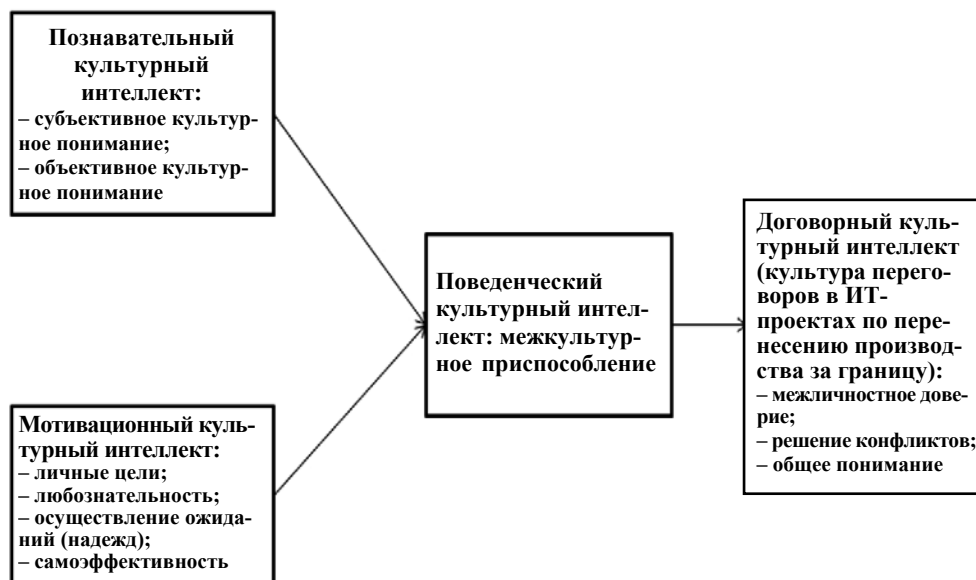 Познавательный
культурный
интеллект:
– субъективное культур-
ное понимание;
– объективное культур-
ное понимание
Мотивационный куль-
турный интеллект:
– личные цели;
– любознательность;
– осуществление ожида-
ний (надежд);
– самоэффективность
Поведенческий
культурный интел-
лект: межкультур-
ное приспособление
Договорный куль-
турный интеллект
(культура перего-
воров в ИТ-
проектах по пере-
несению производ-
ства за границу):
– межличностное дове-
рие;
– решение конфликтов;
– общее понимание